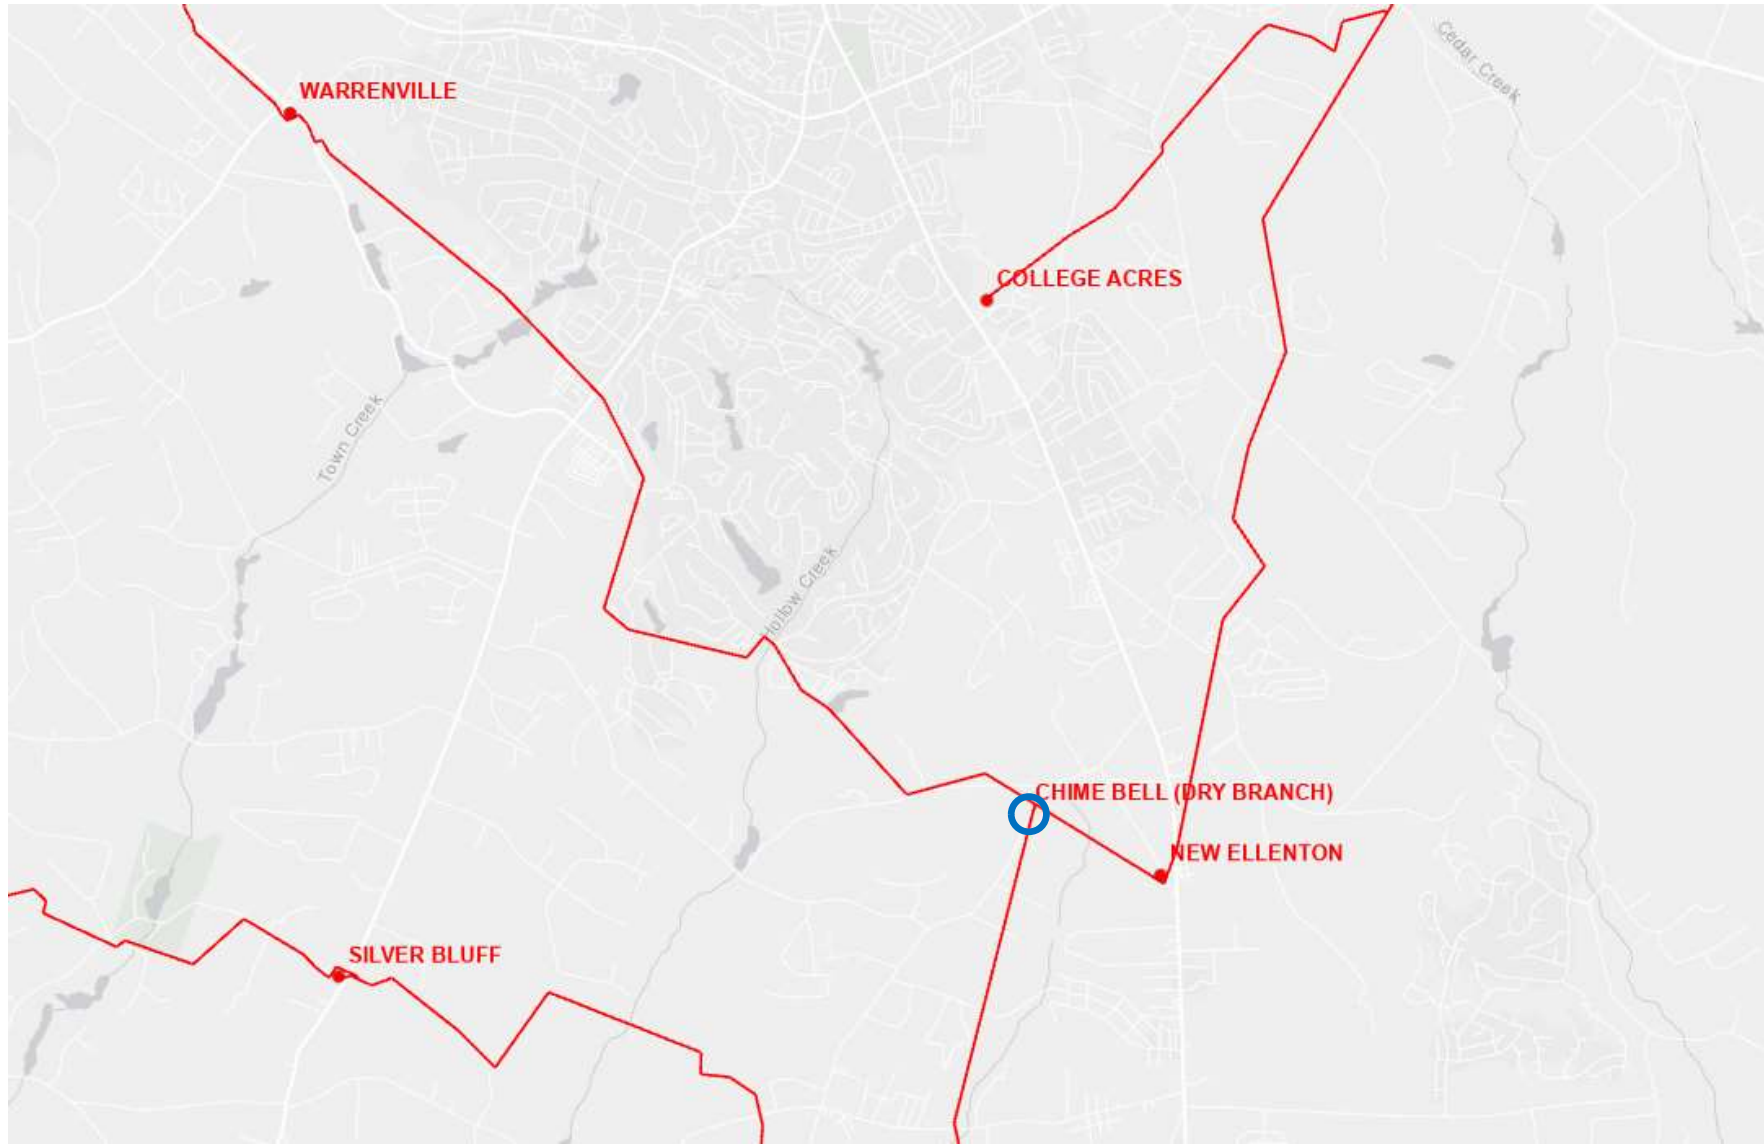 Cedar Creek
WARRENVILLE
COLLEGE ACRES
Town Creek
Hollow Creek
CHIME BELL (DRY BRANCH)
NEW ELLENTON
SILVER BLUFF